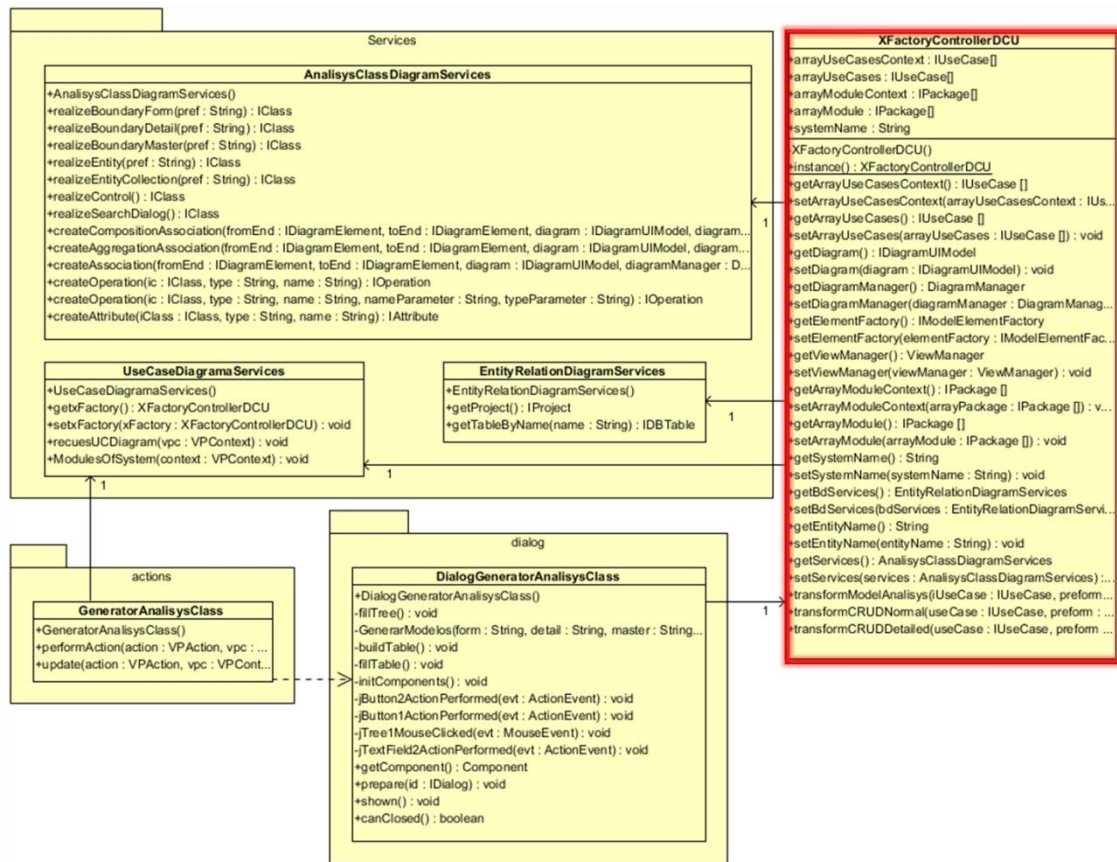 Services
AnalisysClassDiagramServices
+AnalisysClassDiagramServices()
+realizeBoundaryForm(pref : String) : IClass
+realizeBoundaryDetail(pref : String) : IClass
+realizeBoundaryMaster(pref : String) : IClass
+realizeEntity(pref : String) : IClass
+realizeEntityCollection(pref : String) : IClass
+realizeControl() : IClass
+realizeSearchDialog() : IClass
+createCompositionAssociation(fromEnd : IDiagramElement, toEnd : IDiagramElement, diagram : IDiagramUIModel, diagram...
+createAggregationAssociation(fromEnd : IDiagramElement, toEnd : IDiagramElement, diagram : IDiagramUIModel, diagram...
+createAssociation(fromEnd : IDiagramElement, toEnd : IDiagramElement, diagram : IDiagramUIModel, diagramManager : D...
+createOperation(ic : IClass, type : String, name : String) : IOperation
+createOperation(ic : IClass, type : String, name : String, nameParameter : String, typeParameter : String) : IOperation
+createAttribute(iClass : IClass, type : String, name : String) : IAttribute
UseCaseDiagramaServices
+UseCaseDiagramaServices()
+getxFactory() : XFactoryControllerDCU
+setxFactory(xFactory : XFactoryControllerDCU) : void
+recuesUCDiagram(vpc : VPContext) : void
+ModulesOfSystem(context : VPContext) : void
EntityRelationDiagramServices
+EntityRelationDiagramServices()
+getProject() : IProject
+getTableByName(name : String) : IDBTable
XFactoryControllerDCU
+arrayUseCasesContext : IUseCase[]
+arrayUseCases : IUseCase[]
+arrayModuleContext : IPackage[]
+arrayModule : IPackage[]
+systemName : String
-XFactoryControllerDCU()
+instance() : XFactoryControllerDCU
+getArrayUseCasesContext() : IUseCase []
+setArrayUseCasesContext(arrayUseCasesContext : IUs...
+getArrayUseCases() : IUseCase []
+setArrayUseCases(arrayUseCases : IUseCase []) : void
+getDiagram() : IDiagramUIModel
+setDiagram(diagram : IDiagramUIModel) : void
+getDiagramManager() : DiagramManager
+setDiagramManager(diagramManager : DiagramManag...
+getElementFactory() : IModelElementFactory
+setElementFactory(elementFactory : IModelElementFac...
+getViewManager() : ViewManager
+setViewManager(viewManager : ViewManager) : void
+getArrayModuleContext() : IPackage []
+setArrayModuleContext(arrayPackage : IPackage []) : v...
+getArrayModule() : IPackage []
+setArrayModule(arrayModule : IPackage []) : void
+getSystemName() : String
+setSystemName(systemName : String) : void
+getBdServices() : EntityRelationDiagramServices
+setBdServices(bdServices : EntityRelationDiagramServi...
+getEntityName() : String
+setEntityName(entityName : String) : void
+getServices() : AnalisysClassDiagramServices
+setServices(services : AnalisysClassDiagramServices) :...
+transformModelAnalisys(iUseCase : IUseCase, preform...
+transformCRUDNormal(useCase : IUseCase, preform : ...
+transformCRUDDetailed(useCase : IUseCase, preform ...
1
1
1
1
1
actions
GeneratorAnalisysClass
+GeneratorAnalisysClass()
+performAction(action : VPAction, vpc : ...
+update(action : VPAction, vpc : VPCont...
dialog
DialogGeneratorAnalisysClass
+DialogGeneratorAnalisysClass()
-fillTree() : void
-GenerarModelos(form : String, detail : String, master : String...
-buildTable() : void
-fillTable() : void
-initComponents() : void
-jButton2ActionPerformed(evt : ActionEvent) : void
-jButton1ActionPerformed(evt : ActionEvent) : void
-jTree1MouseClicked(evt : MouseEvent) : void
-jTextField2ActionPerformed(evt : ActionEvent) : void
+getComponent() : Component
+prepare(id : IDialog) : void
+shown() : void
+canClosed() : boolean